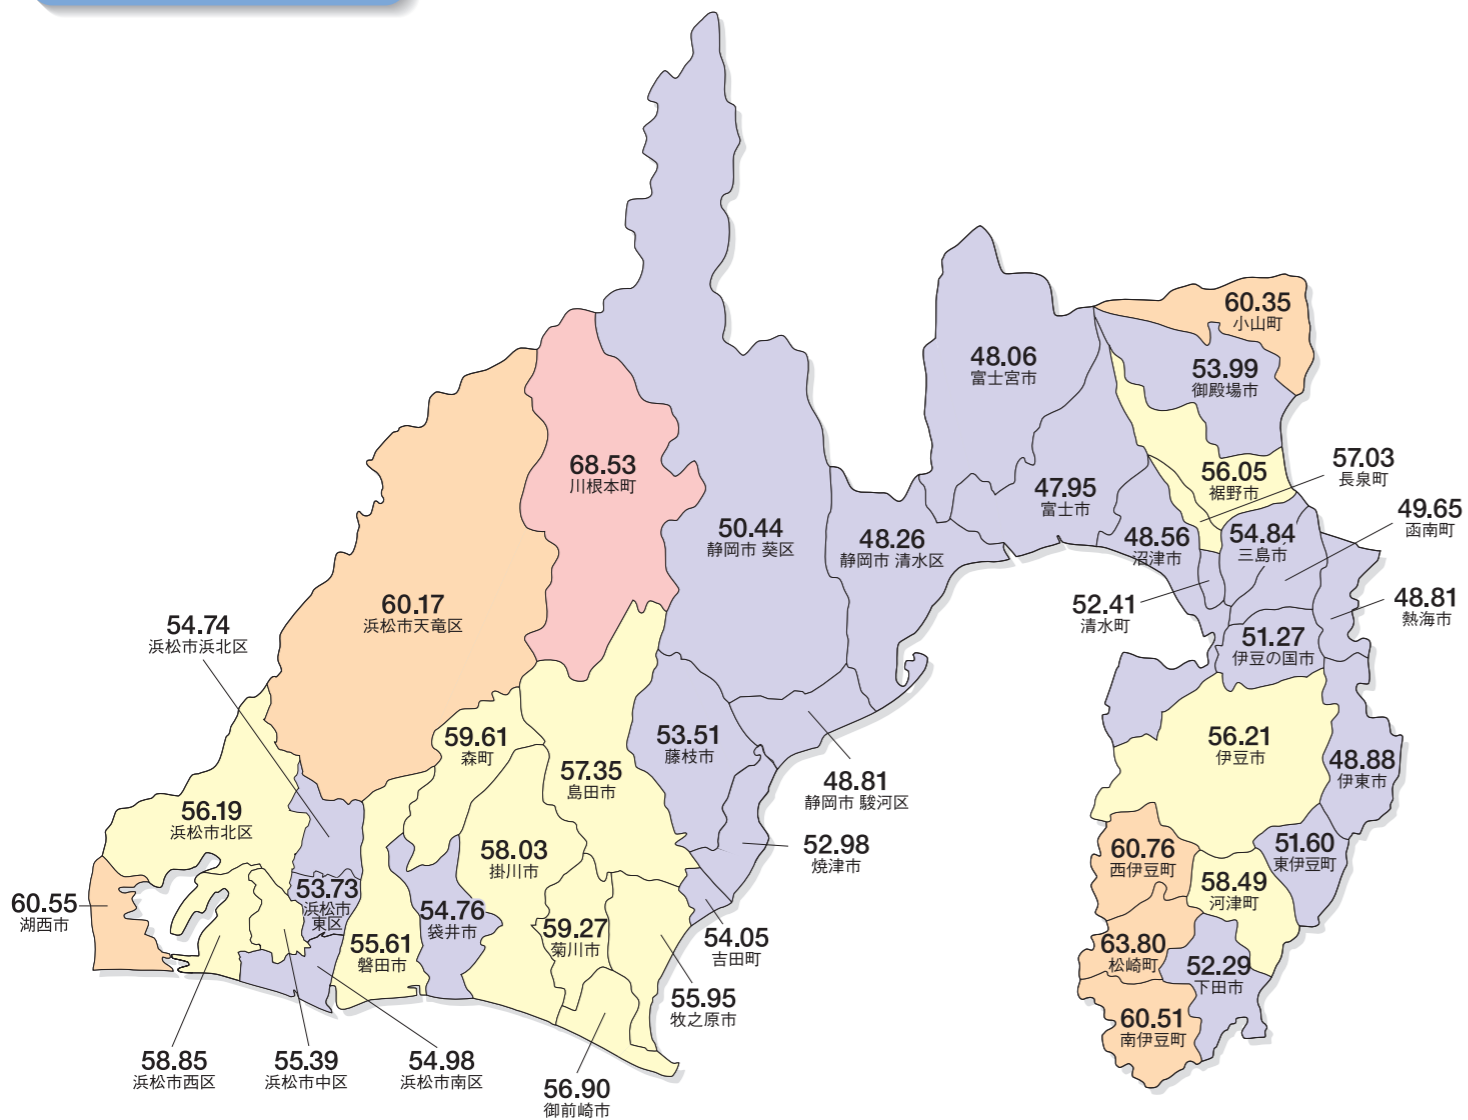 60.35
小山町
48.06
富士宮市
53.99
御殿場市
68.53
川根本町
56.05
裾野市
57.03
長泉町
47.95
富士市
49.65
函南町
50.44
静岡市 葵区
48.26
静岡市 清水区
48.56
沼津市
54.84
三島市
60.17
浜松市天竜区
52.41
清水町
48.81
熱海市
54.74
浜松市浜北区
51.27
伊豆の国市
59.61
森町
53.51
藤枝市
56.21
伊豆市
57.35
島田市
48.81
静岡市 駿河区
48.88
伊東市
56.19
浜松市北区
58.03
掛川市
52.98
焼津市
60.76
西伊豆町
51.60
東伊豆町
60.55
湖西市
53.73
浜松市
東区
54.76
袋井市
58.49
河津町
59.27
菊川市
54.05
吉田町
55.61
磐田市
63.80
松崎町
52.29
下田市
55.95
牧之原市
60.51
南伊豆町
58.85
浜松市西区
55.39
浜松市中区
54.98
浜松市南区
56.90
御前崎市